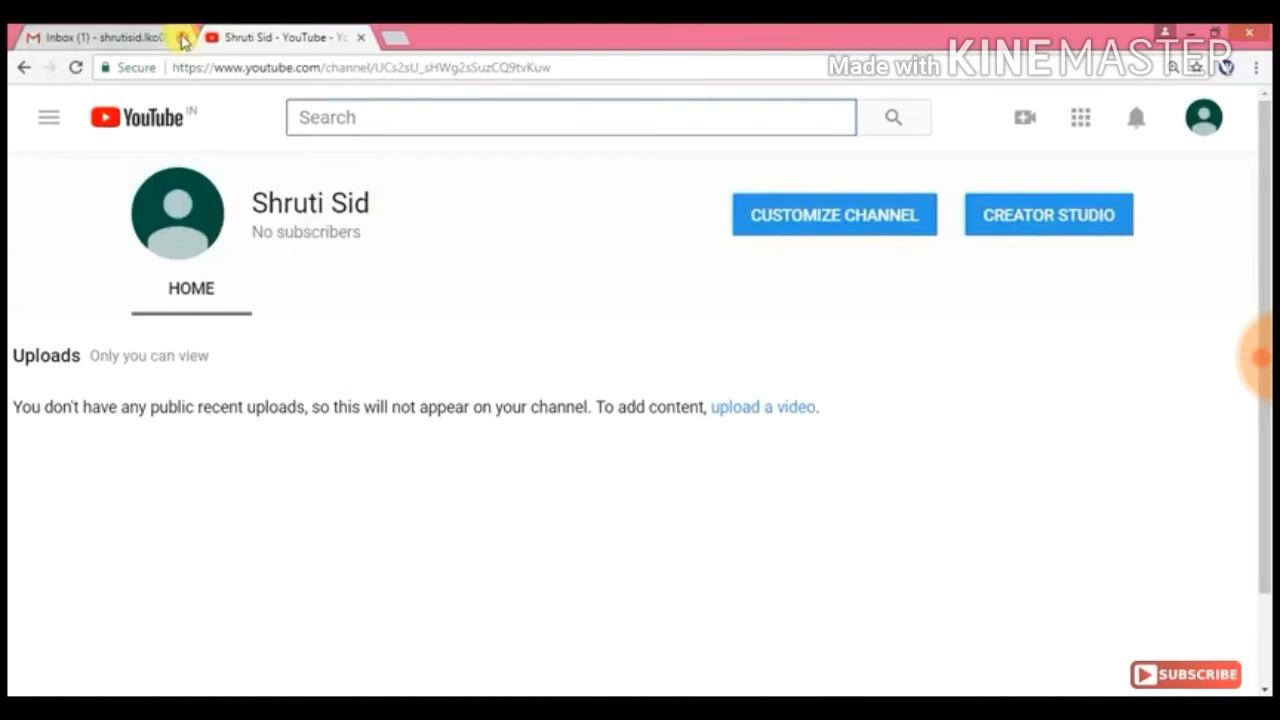 Inbox (1) - shrutisid.lko
Shruti Sid - YouTube - Yo
Secure
https://www.youtube.com/channel/UCs2sU_sHWg2sSuzCQ9tvKuw
Made with KINEMASTER
YouTube IN
Search
Shruti Sid
No subscribers
CUSTOMIZE CHANNEL
CREATOR STUDIO
HOME
Uploads Only you can view
You don't have any public recent uploads, so this will not appear on your channel. To add content, upload a video.
SUBSCRIBE